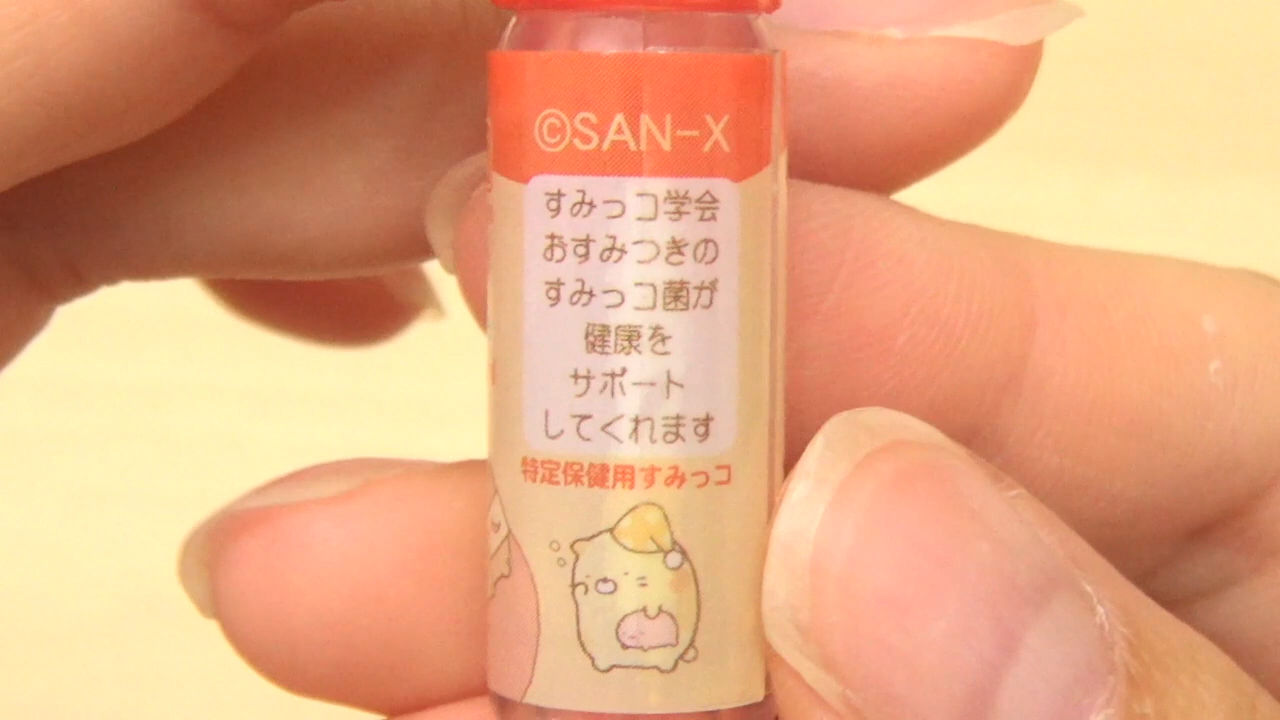 ©SAN-X
すみっコ学会
おすみつきの
すみっコ菌が
健康を
サポート
してくれます
特定保健用すみっコ